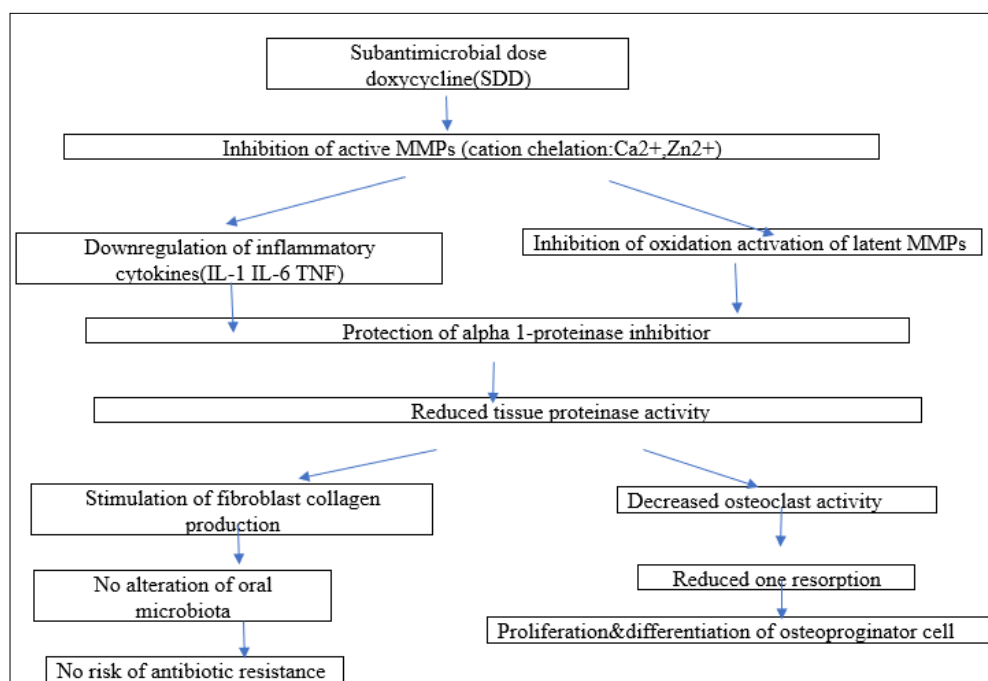 Subantimicrobial dose
doxycycline(SDD)
Inhibition of active MMPs (cation chelation:Ca2+,Zn2+)
Downregulation of inflammatory
cytokines(IL-1 IL-6 TNF)
Inhibition of oxidation activation of latent MMPs
Protection of alpha 1-proteinase inhibitior
Reduced tissue proteinase activity
Stimulation of fibroblast collagen
production
Decreased osteoclast activity
No alteration of oral
microbiota
Reduced one resorption
Proliferation&differentiation of osteoproginator cell
No risk of antibiotic resistance